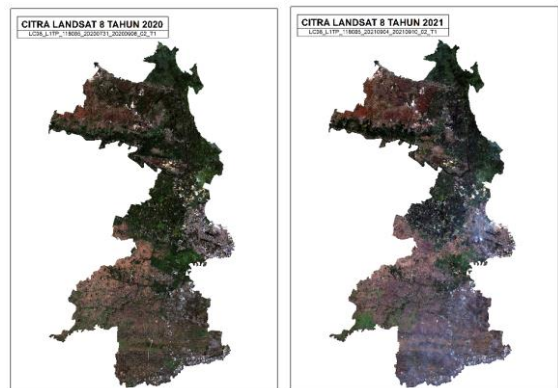 CITRA LANDSAT 8 TAHUN 2020
LC08_L1TP_118065_20200731_20200908_02_T1
CITRA LANDSAT 8 TAHUN 2021
LC08_L1TP_118065_20210904_20210910_02_T1